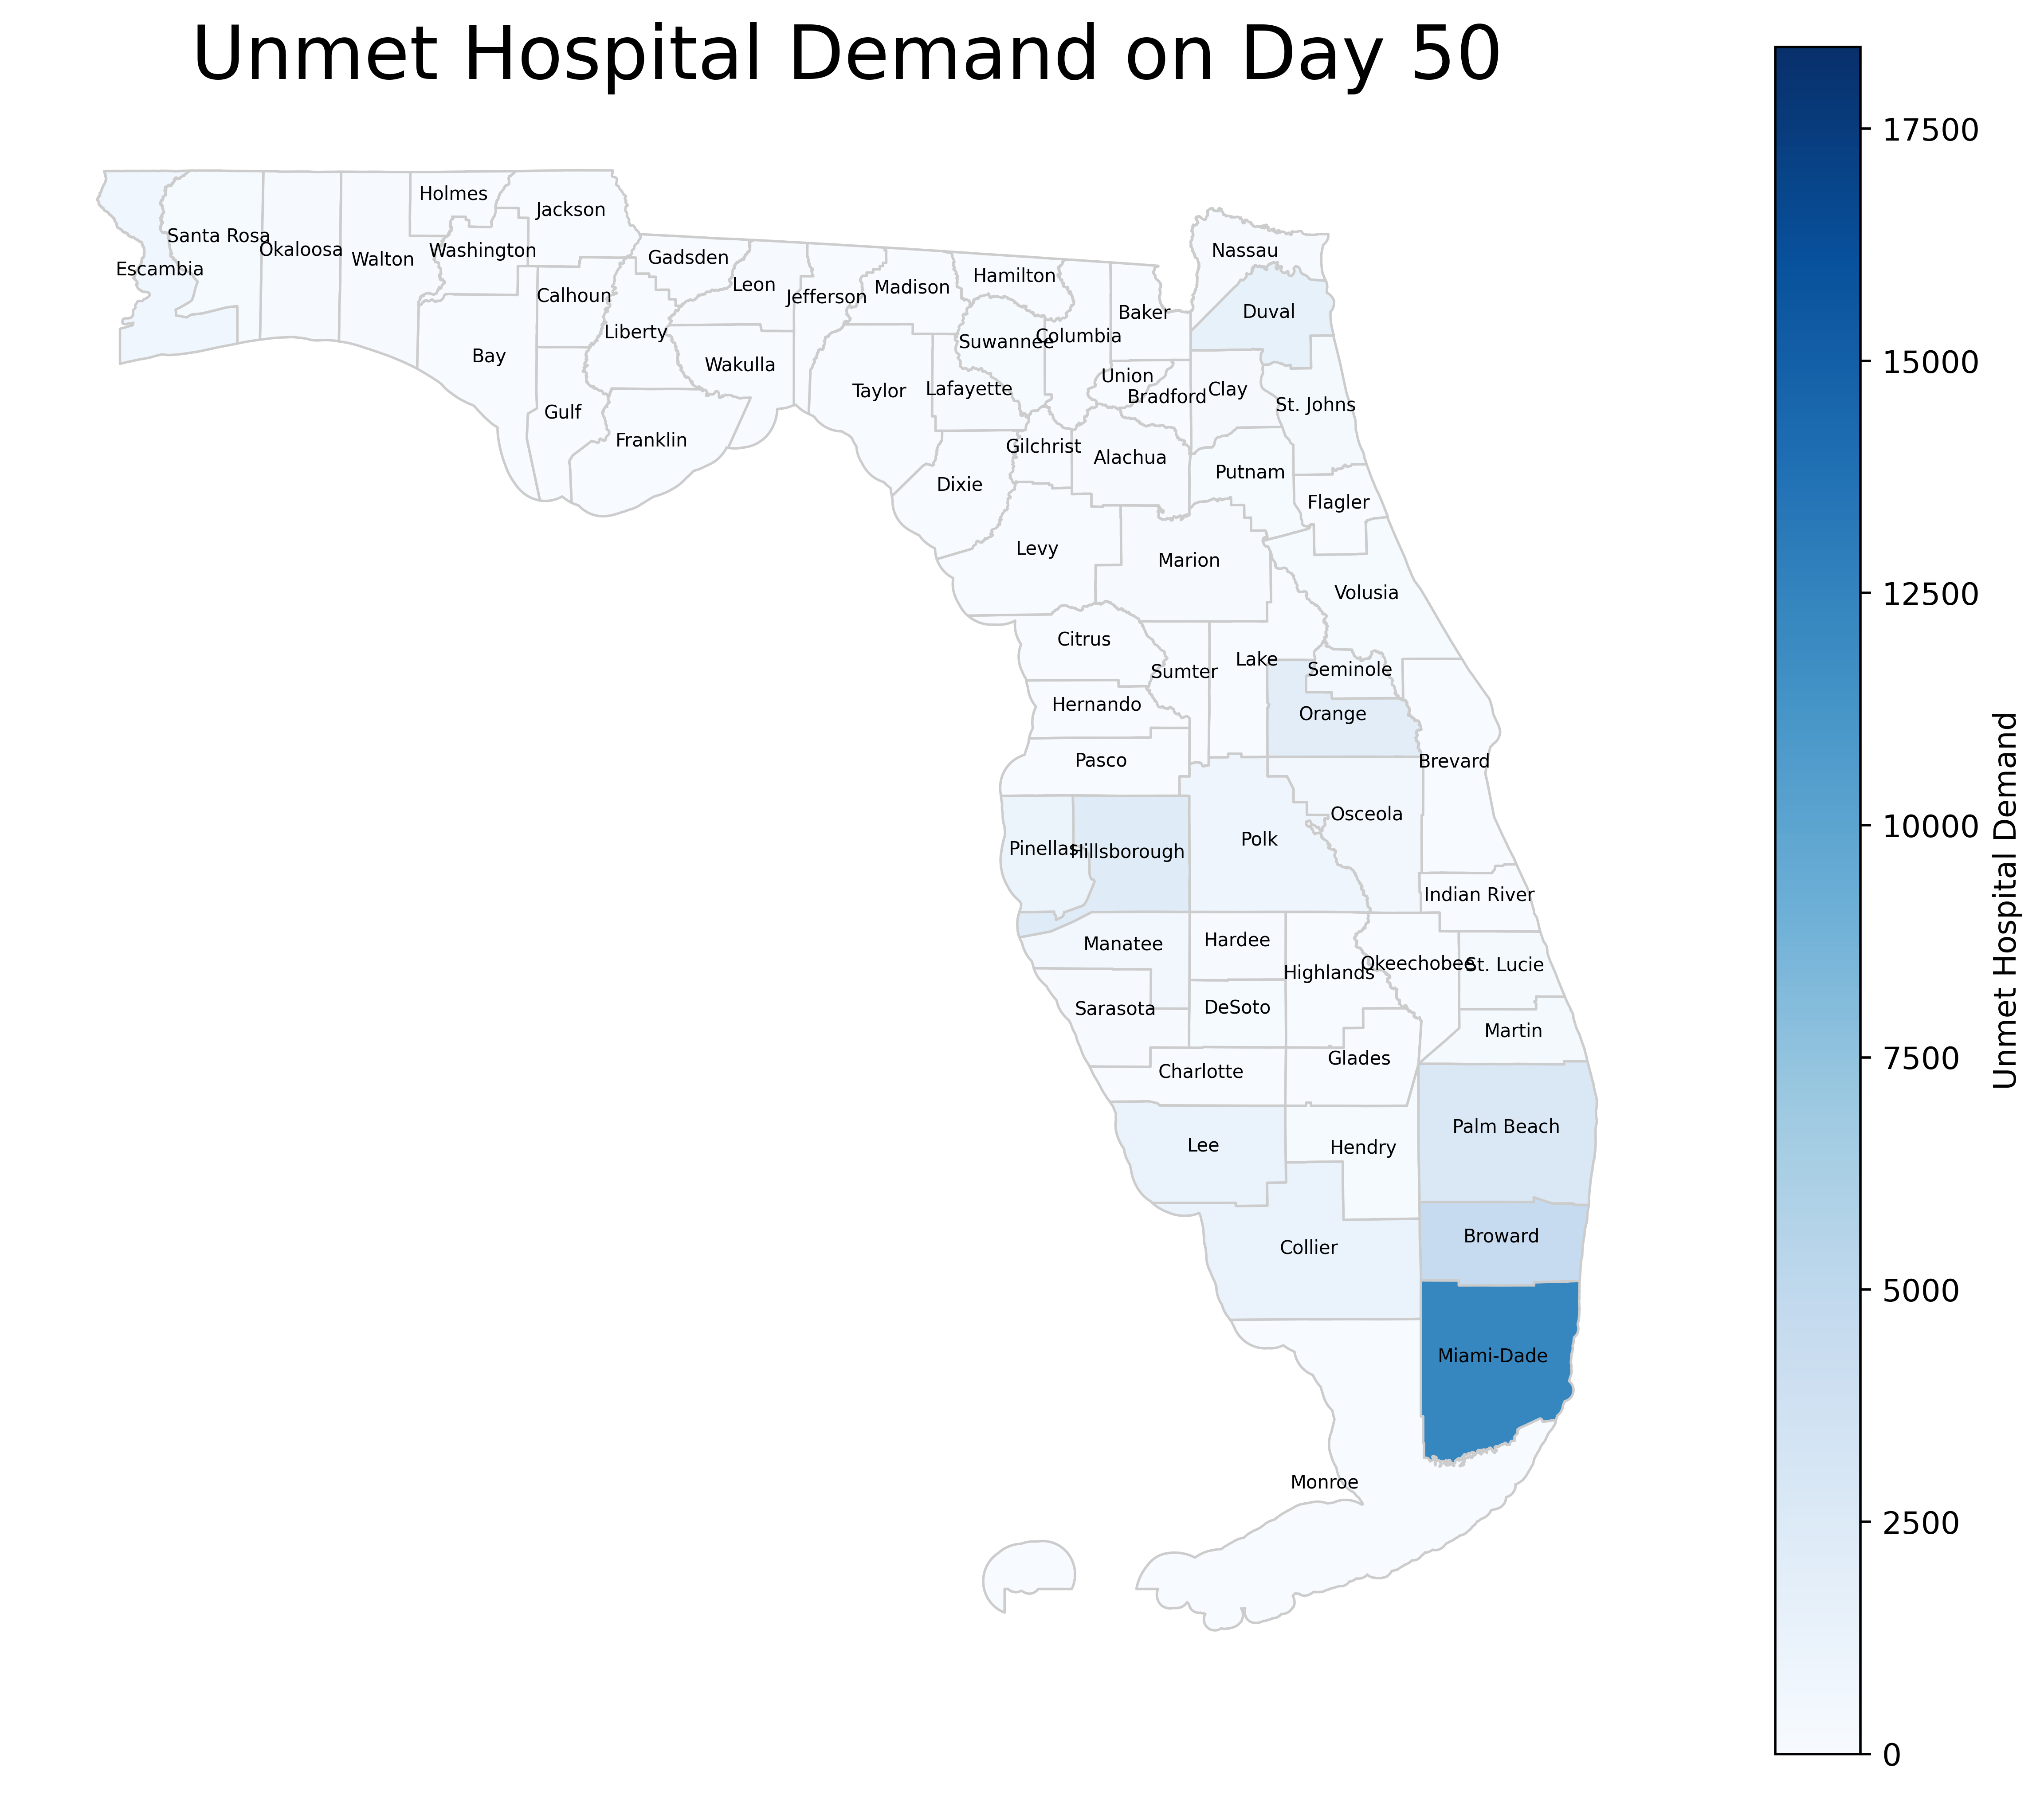 Unmet Hospital Demand on Day 50
Holmes
Jackson
Santa Rosa
Okaloosa
Walton
Washington
Escambia
Gadsden
Nassau
Leon
Hamilton
Calhoun
Jefferson
Madison
Baker
Duval
Liberty
Suwannee
Columbia
Bay
Wakulla
Union
Taylor
Lafayette
Bradford
Clay
St. Johns
Gulf
Franklin
Gilchrist
Alachua
Putnam
Dixie
Flagler
Levy
Marion
Volusia
Citrus
Lake
Sumter
Seminole
Hernando
Orange
Pasco
Brevard
Osceola
Polk
Pinellas
Hillsborough
Indian River
Manatee
Hardee
Highlands
Okeechobee
St. Lucie
Sarasota
DeSoto
Martin
Charlotte
Glades
Palm Beach
Lee
Hendry
Broward
Collier
Miami-Dade
Monroe
17500
15000
12500
10000
7500
5000
2500
0
Unmet Hospital Demand